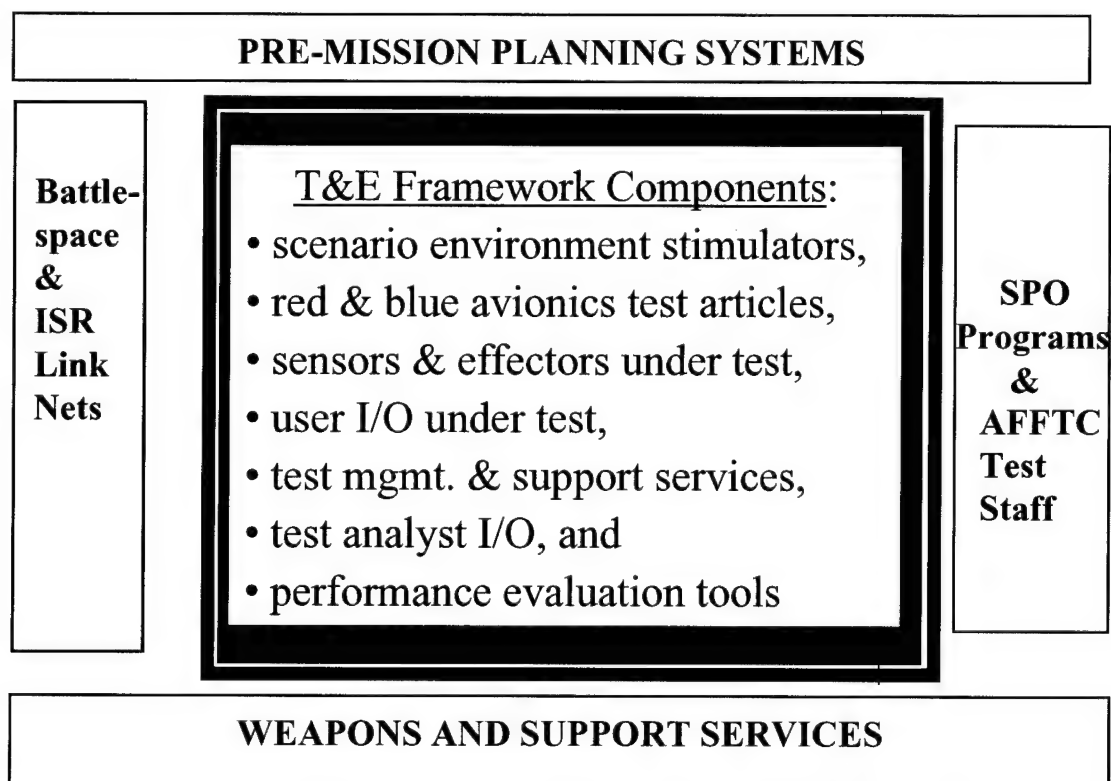 PRE-MISSION PLANNING SYSTEMS
Battle-
space
&
ISR
Link
Nets
T&E Framework Components:
• scenario environment stimulators,
• red & blue avionics test articles,
• sensors & effectors under test,
• user I/O under test,
• test mgmt. & support services,
• test analyst I/O, and
• performance evaluation tools
SPO
Programs
&
AFFTC
Test
Staff
WEAPONS AND SUPPORT SERVICES